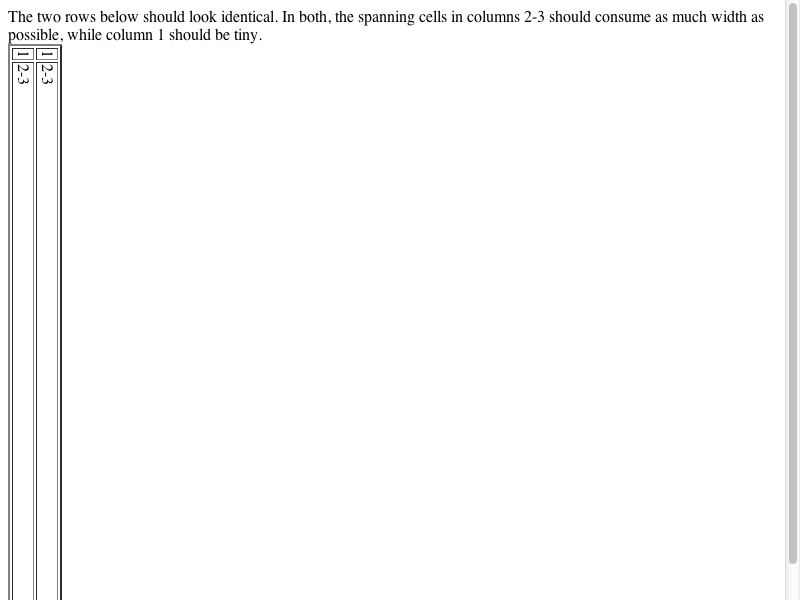 The two rows below should look identical. In both, the spanning cells in columns 2-3 should consume as much width as
possible, while column 1 should be tiny.
1 2-3
1 2-3